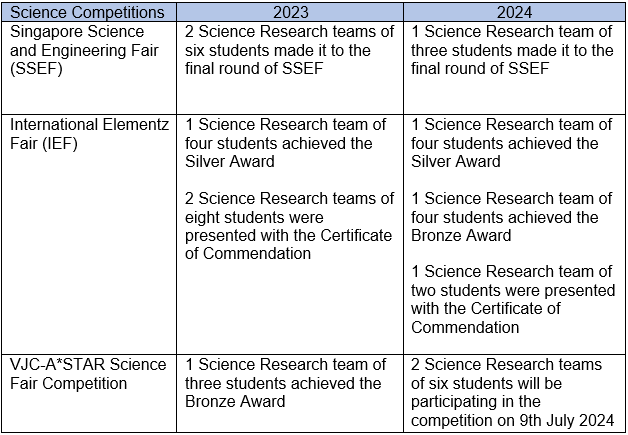 Science Competitions
2023
2024
Singapore Science
and Engineering Fair
(SSEF)
2 Science Research teams of
six students made it to the
final round of SSEF
1 Science Research team of
three students made it to the
final round of SSEF
International Elementz
Fair (IEF)
1 Science Research team of
four students achieved the
Silver Award
2 Science Research teams of
eight students were
presented with the Certificate
of Commendation
1 Science Research team of
four students achieved the
Silver Award
1 Science Research team of
four students achieved the
Bronze Award
1 Science Research team of
two students were presented
with the Certificate of
Commendation
VJC-A*STAR Science
Fair Competition
1 Science Research team of
three students achieved the
Bronze Award
2 Science Research teams
of six students will be
participating in the
competition on 9th July 2024